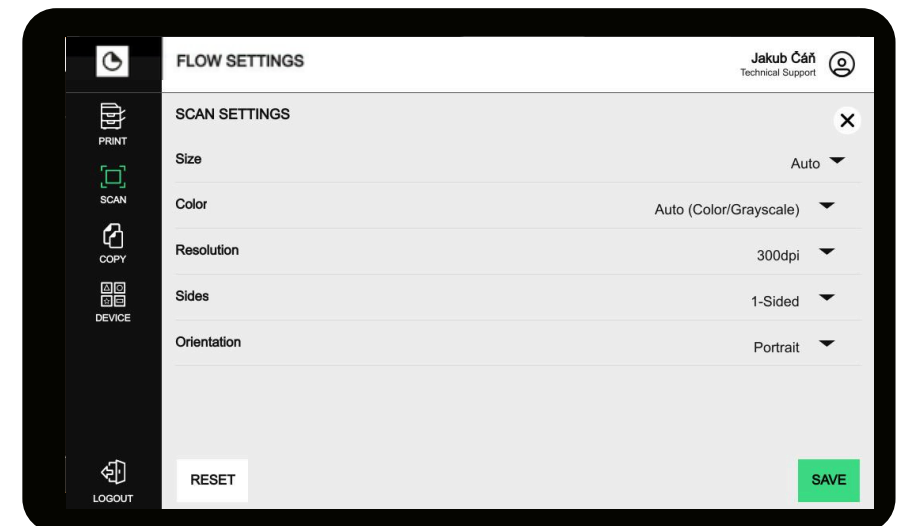 FLOW SETTINGS
Jakub Čáň
Technical Support
PRINT
SCAN
COPY
DEVICE
LOGOUT
SCAN SETTINGS
Size Auto
Color Auto (Color/Grayscale)
Resolution 300dpi
Sides 1-Sided
Orientation Portrait
RESET SAVE